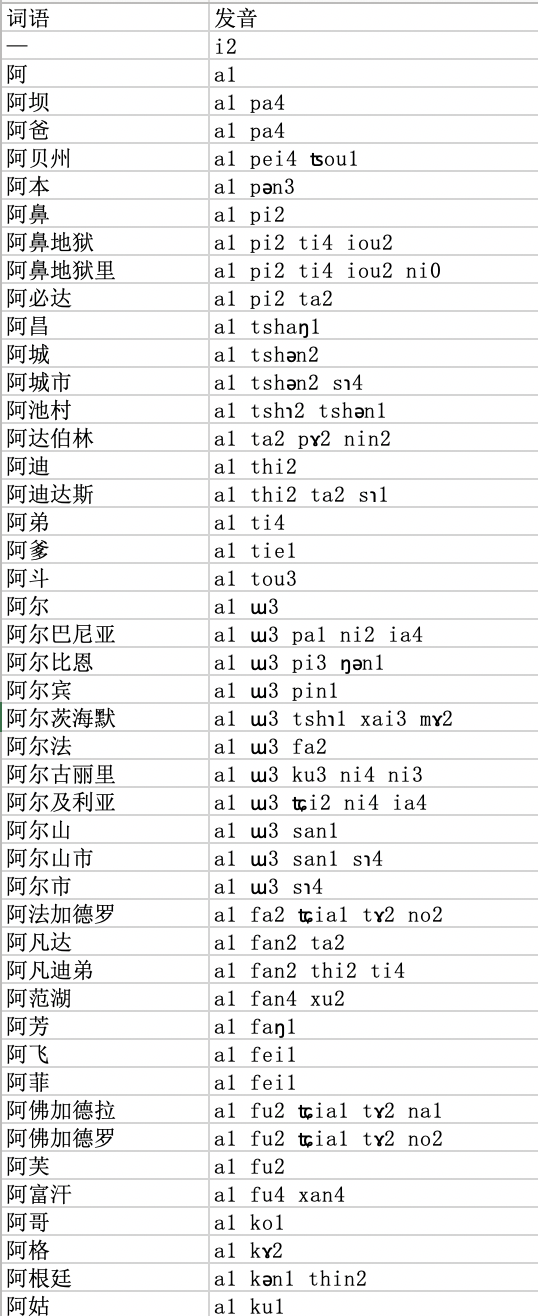 词语 发音
一 i2
阿 a1
阿坝 a1 pa4
阿爸 a1 pa4
阿贝州 a1 pei4 ʦou1
阿本 a1 pən3
阿鼻 a1 pi2
阿鼻地狱 a1 pi2 ti4 iou2
阿鼻地狱里 a1 pi2 ti4 iou2 ni0
阿必达 a1 pi2 ta2
阿昌 a1 tshaŋ1
阿城 a1 tshən2
阿城市 a1 tshən2 sɿ4
阿池村 a1 tshɿ2 tshən1
阿达伯林 a1 ta2 pɤ2 nin2
阿迪 a1 thi2
阿迪达斯 a1 thi2 ta2 sɿ1
阿弟 a1 ti4
阿爹 a1 tie1
阿斗 a1 tou3
阿尔 a1 ɯ3
阿尔巴尼亚 a1 ɯ3 pa1 ni2 ia4
阿尔比恩 a1 ɯ3 pi3 ŋən1
阿尔宾 a1 ɯ3 pin1
阿尔茨海默 a1 ɯ3 tshɿ1 xai3 mɤ2
阿尔法 a1 ɯ3 fa2
阿尔古丽里 a1 ɯ3 ku3 ni4 ni3
阿尔及利亚 a1 ɯ3 ʨi2 ni4 ia4
阿尔山 a1 ɯ3 san1
阿尔山市 a1 ɯ3 san1 sɿ4
阿尔市 a1 ɯ3 sɿ4
阿法加德罗 a1 fa2 ʨia1 tɤ2 no2
阿凡达 a1 fan2 ta2
阿凡迪弟 a1 fan2 thi2 ti4
阿范湖 a1 fan4 xu2
阿芳 a1 faŋ1
阿飞 a1 fei1
阿菲 a1 fei1
阿佛加德拉 a1 fu2 ʨia1 tɤ2 na1
阿佛加德罗 a1 fu2 ʨia1 tɤ2 no2
阿芙 a1 fu2
阿富汗 a1 fu4 xan4
阿哥 a1 ko1
阿格 a1 kɤ2
阿根廷 a1 kən1 thin2
阿姑 a1 ku1